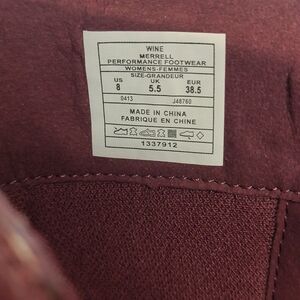 WINE
MERRELL
PERFORMANCE FOOTWEAR
WOMENS-FEMMES
SIZE-GRANDEUR
US UK EUR
8 5.5 38.5
0413 J48760
MADE IN CHINA
FABRIQUE EN CHINE
1337912